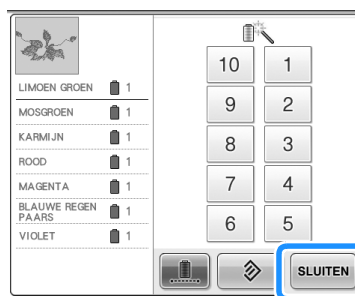 LIMOEN GROEN 1
MOSGROEN 1
KARMIJN 1
ROOD 1
MAGENTA 1
BLAUWE REGEN
PAARS 1
VIOLET 1
10 1
9 2
8 3
7 4
6 5
SLUITEN